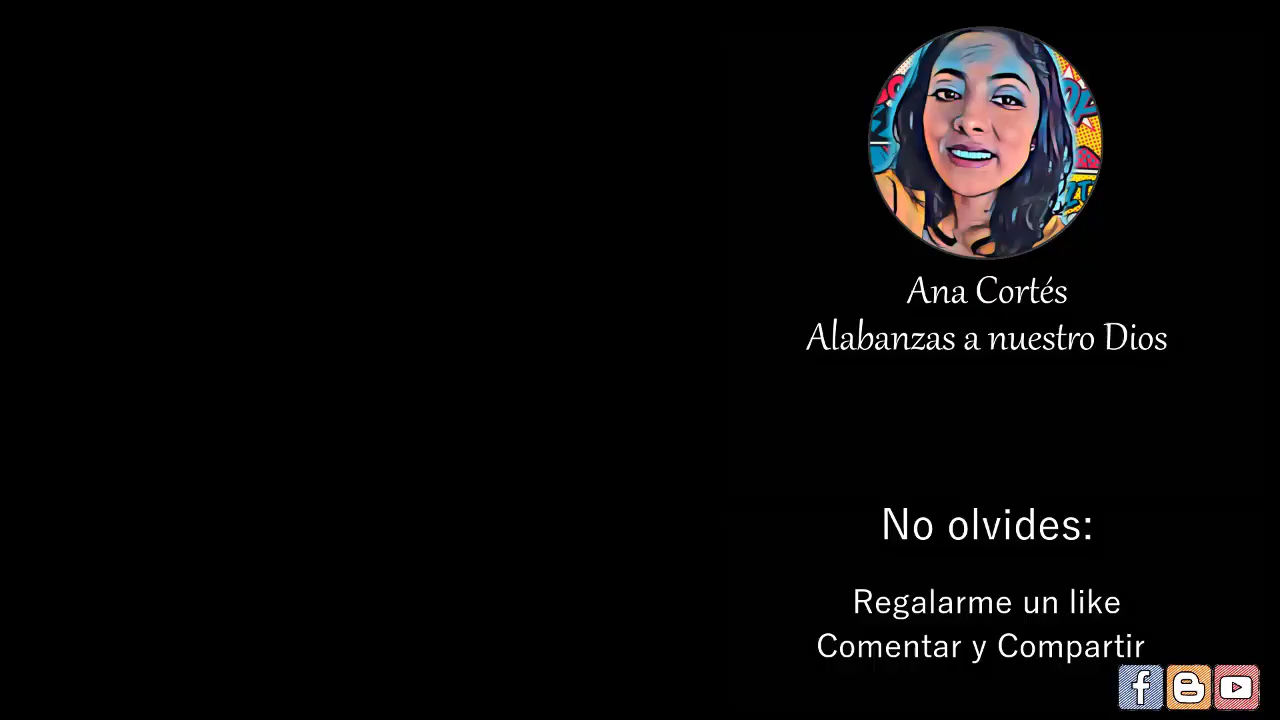 Ana Cortés
Alabanzas a nuestro Dios
No olvides:
Regalarme un like
Comentar y Compartir